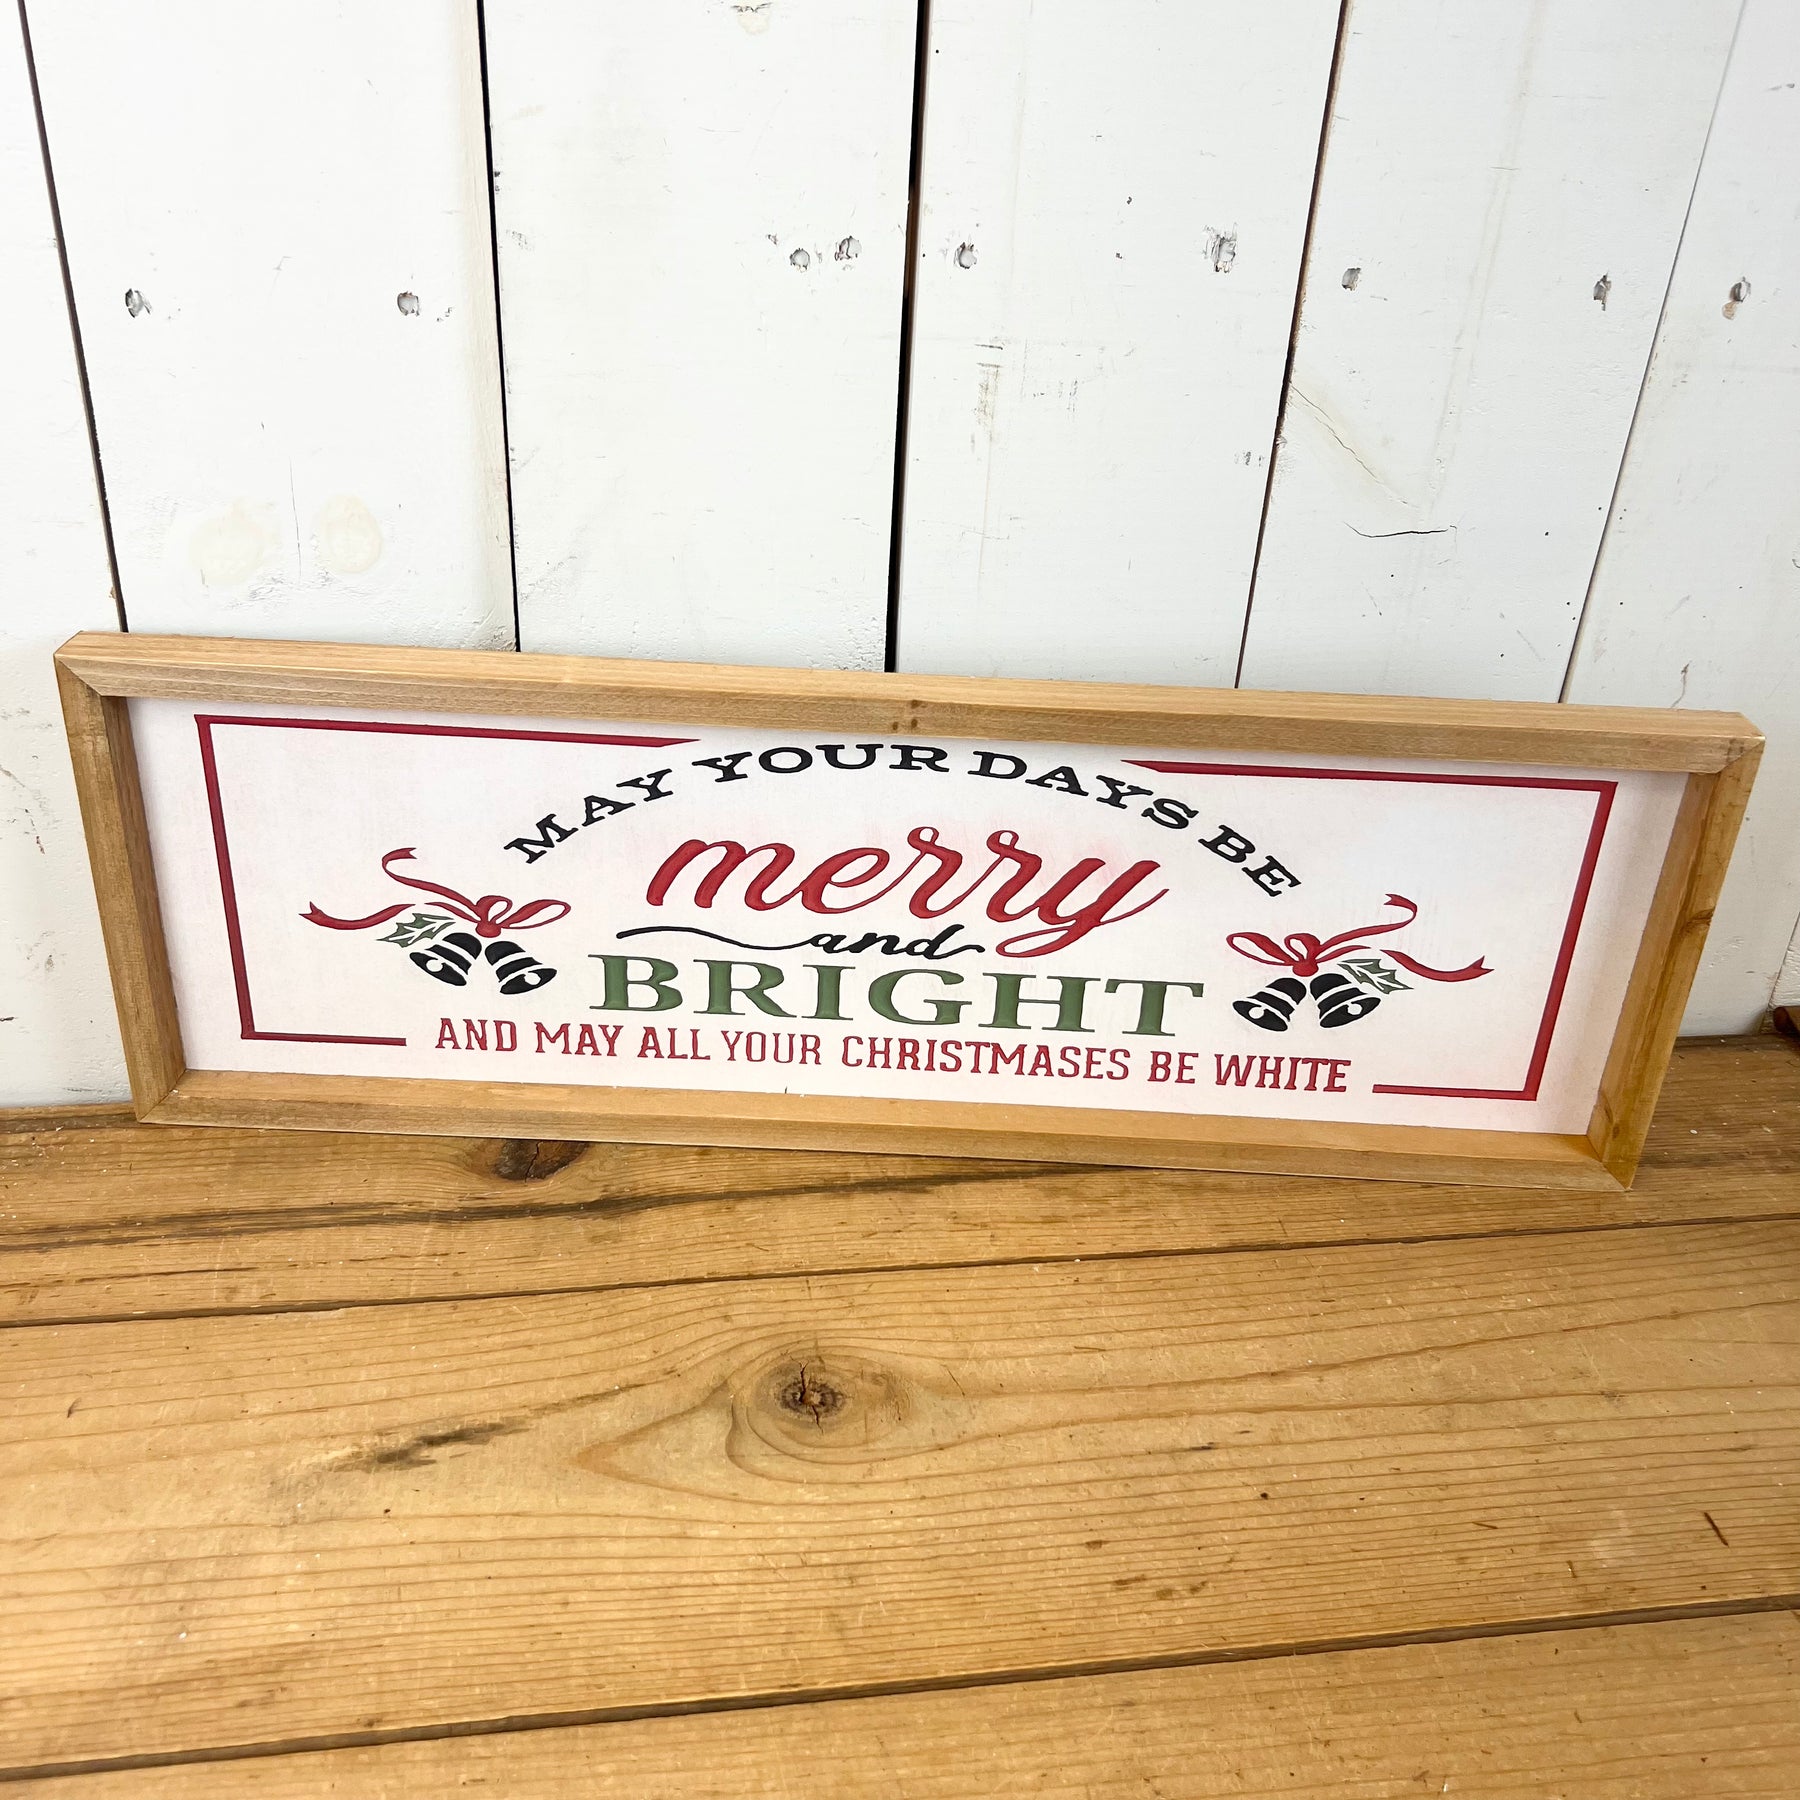 MAY YOUR DAYS BE
merry
and
BRIGHT
AND MAY ALL YOUR CHRISTMASES BE WHITE